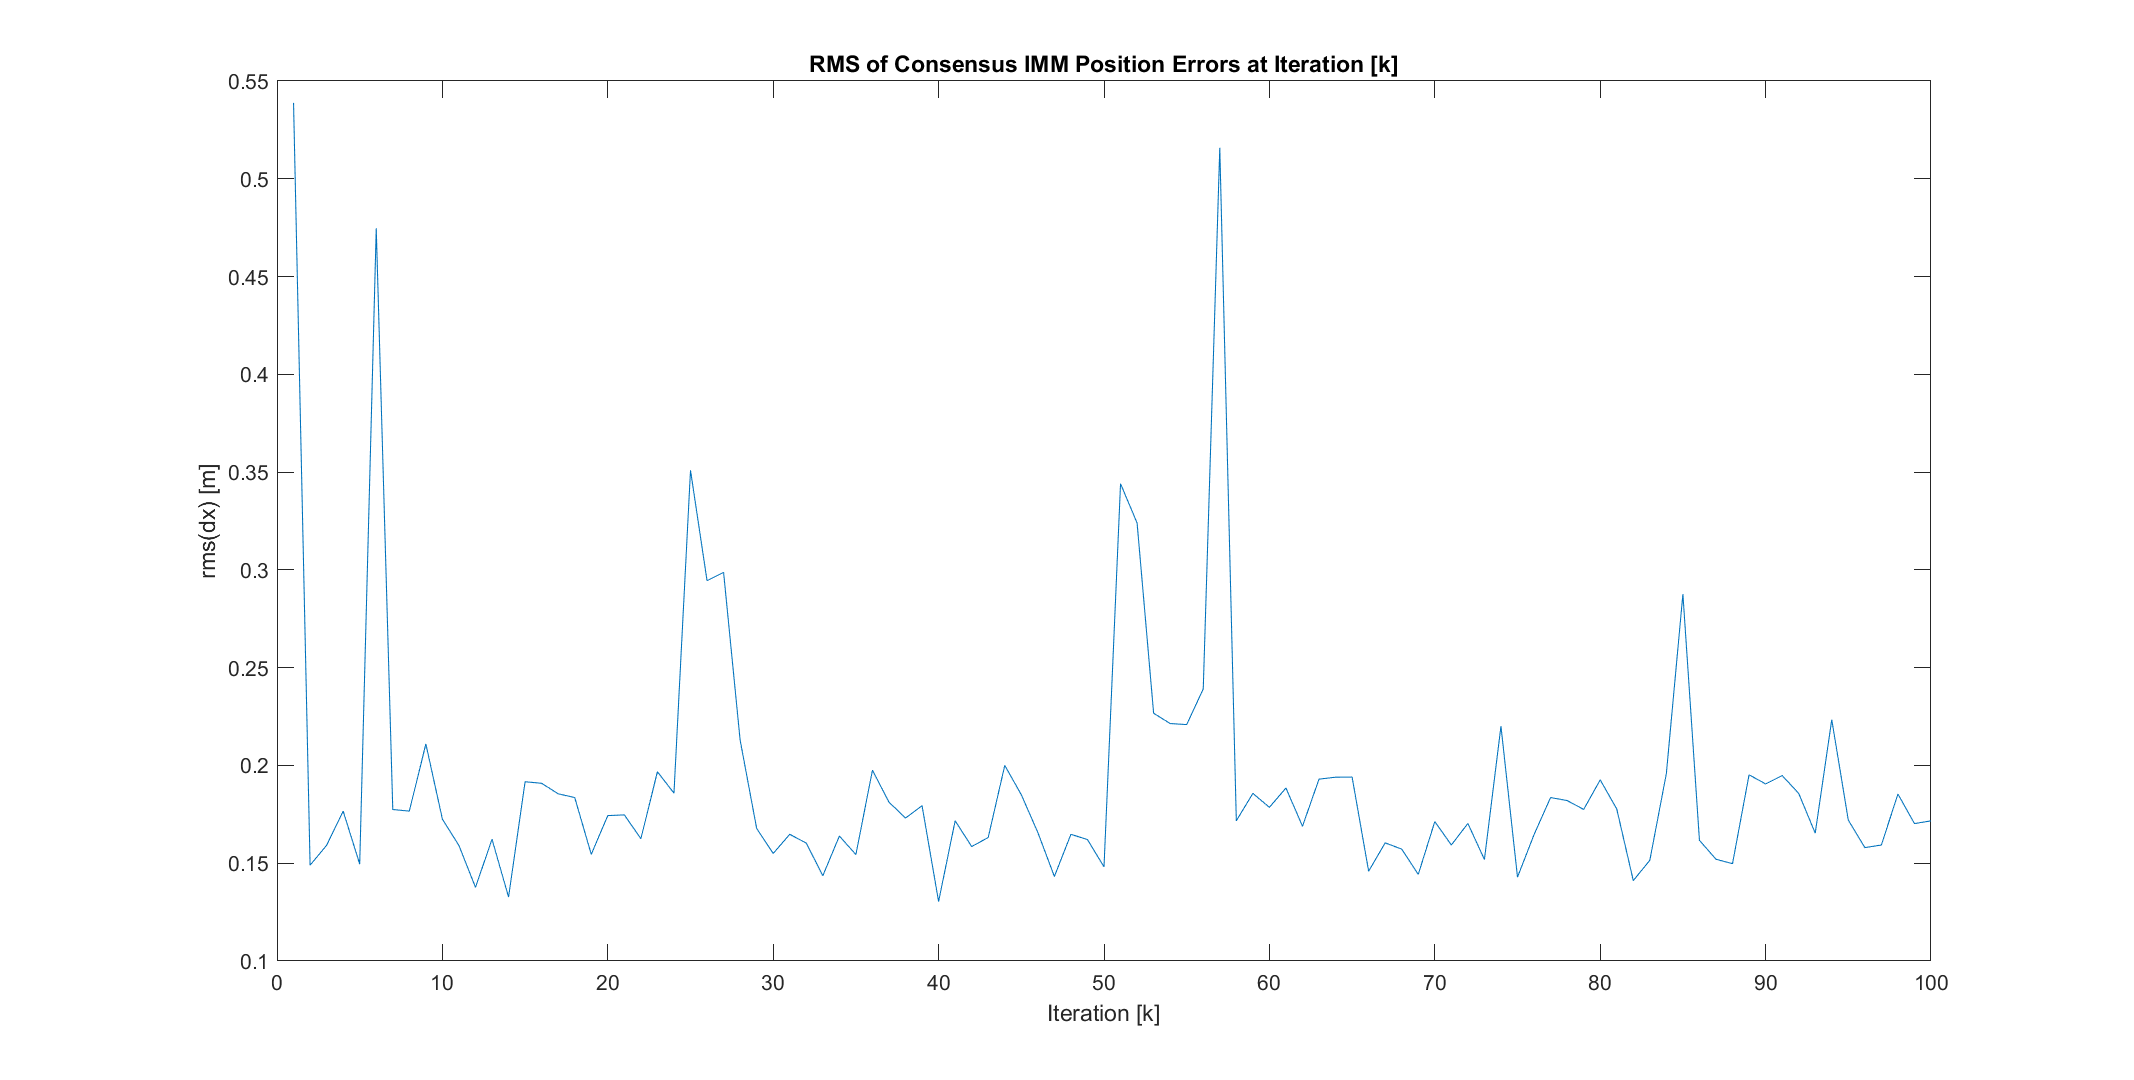 RMS of Consensus IMM Position Errors at Iteration [k]
0.55
0.5
0.45
0.4
0.35
0.3
0.25
0.2
0.15
0.1
rms(dx) [m]
0 10 20 30 40 50 60 70 80 90 100
Iteration [k]